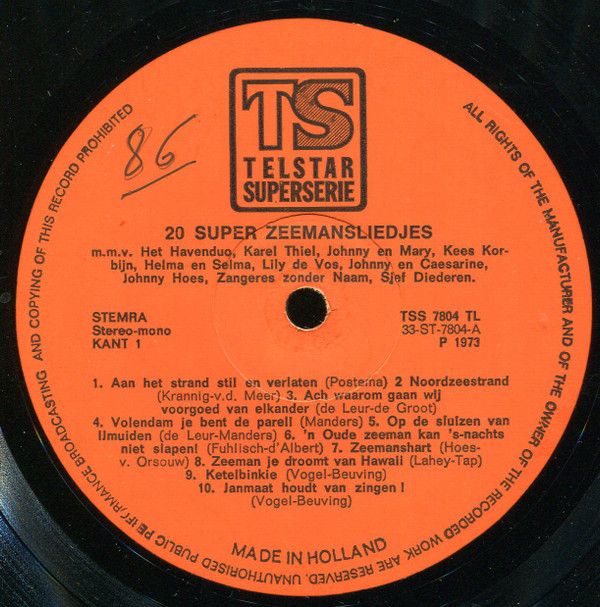 86
TS
TELSTAR
SUPERSERIE
20 SUPER ZEEMANSLIEDJES
m.m.v. Het Havenduo, Karel Thiel, Johnny en Mary, Kees Kor-
bijn, Helma en Selma, Lily de Vos, Johnny en Caesarine,
Johnny Hoes, Zangeres zonder Naam, Sjef Diederen.
STEMRA
Stereo-mono
KANT 1
TSS 7804 TL
33-ST-7804-A
P 1973
1. Aan het strand stil en verlaten (Postema) 2 Noordzeestrand
(Krannig-v.d. Meer) 3. Ach waarom gaan wij
voorgoed van elkander (de Leur-de Groot)
4. Volendam je bent de parel! (Manders) 5. Op de sluizen van
IJmuiden (de Leur-Manders) 6. 'n Oude zeeman kan 's-nachts
niet slapen! (Fuhlisch-d'Albert) 7. Zeemanshart (Hoes-
v. Orsouw) 8. Zeeman je droomt van Hawaii (Lahey-Tap)
9. Ketelbinkie (Vogel-Beuving)
10. Janmaat houdt van zingen !
(Vogel-Beuving)
MADE IN HOLLAND
ALL RIGHTS OF THE MANUFACTURER AND OF THE OWNER OF THE RECORDED WORK ARE RESERVED. UNAUTHORISED PUBLIC PERFORMANCE BROADCASTING AND COPYING OF THIS RECORD PROHIBITED